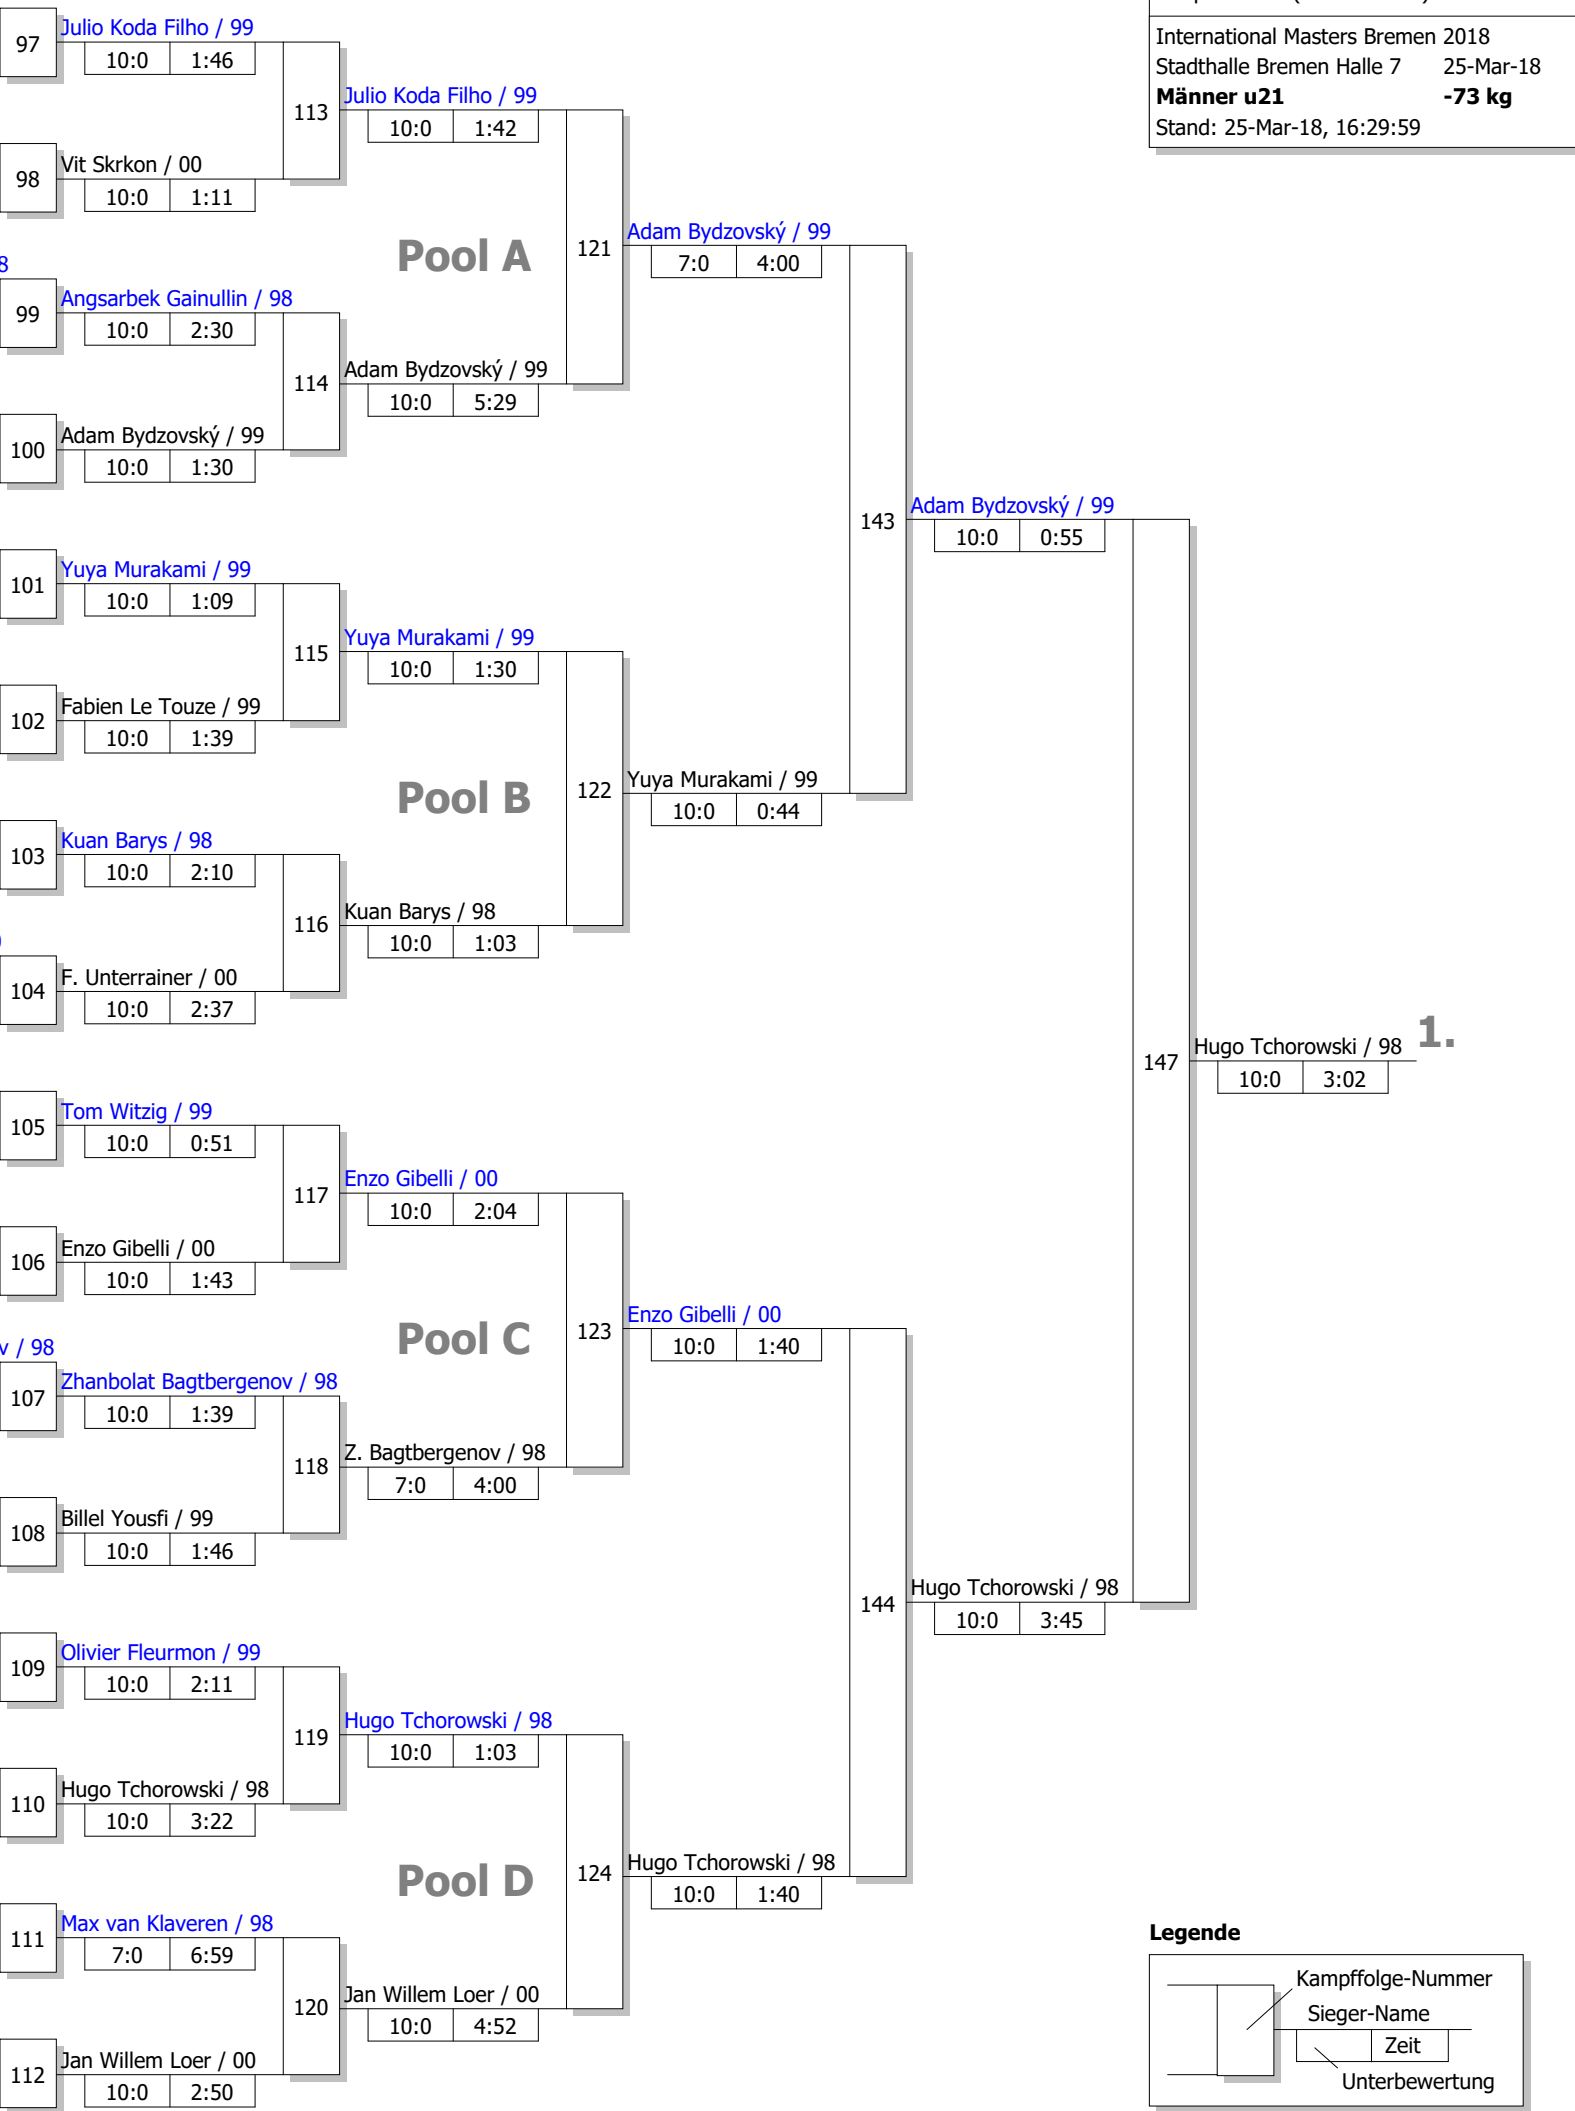 International Masters Bremen 2018
Stadthalle Bremen Halle 7 25-Mar-18
Männer u21 -73 kg
Stand: 25-Mar-18, 16:29:59
97 Julio Koda Filho / 99
10:0 1:46
113 Julio Koda Filho / 99
10:0 1:42
98 Vit Skrkon / 00
10:0 1:11
Pool A
121 Adam Bydzovský / 99
7:0 4:00
8
99 Angsarbek Gainullin / 98
10:0 2:30
114 Adam Bydzovský / 99
10:0 5:29
100 Adam Bydzovský / 99
10:0 1:30
143 Adam Bydzovský / 99
10:0 0:55
101 Yuya Murakami / 99
10:0 1:09
115 Yuya Murakami / 99
10:0 1:30
102 Fabien Le Touze / 99
10:0 1:39
Pool B
122 Yuya Murakami / 99
10:0 0:44
103 Kuan Barys / 98
10:0 2:10
116 Kuan Barys / 98
10:0 1:03
104 F. Unterrainer / 00
10:0 2:37
147 Hugo Tchorowski / 98 1.
10:0 3:02
105 Tom Witzig / 99
10:0 0:51
117 Enzo Gibelli / 00
10:0 2:04
106 Enzo Gibelli / 00
10:0 1:43
Pool C
123 Enzo Gibelli / 00
10:0 1:40
v / 98
107 Zhanbolat Bagtbergenov / 98
10:0 1:39
118 Z. Bagtbergenov / 98
7:0 4:00
108 Billel Yousfi / 99
10:0 1:46
144 Hugo Tchorowski / 98
10:0 3:45
109 Olivier Fleurmon / 99
10:0 2:11
119 Hugo Tchorowski / 98
10:0 1:03
110 Hugo Tchorowski / 98
10:0 3:22
Pool D
124 Hugo Tchorowski / 98
10:0 1:40
111 Max van Klaveren / 98
7:0 6:59
120 Jan Willem Loer / 00
10:0 4:52
112 Jan Willem Loer / 00
10:0 2:50
Legende
Kampffolge-Nummer
Sieger-Name
Zeit
Unterbewertung